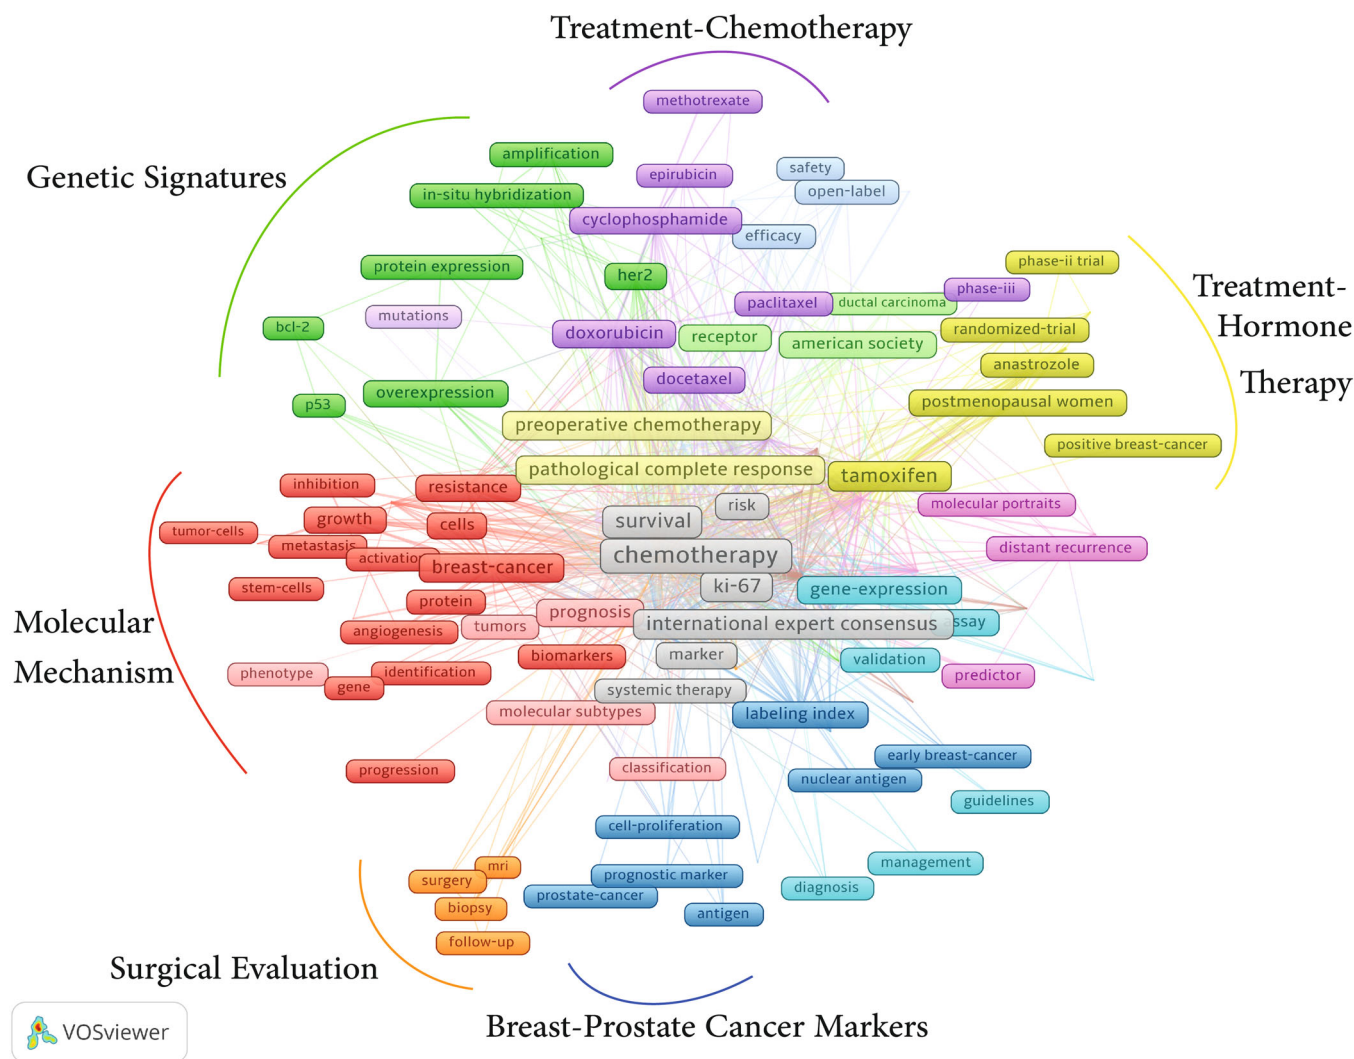 Treatment-Chemotherapy
methotrexate
amplification
safety
Genetic Signatures
epirubicin
in-situ hybridization
open-label
cyclophosphamide
efficacy
phase-ii trial
protein expression
her2
Treatment-
Hormone
Therapy
phase-iii
paclitaxel
ductal carcinoma
mutations
bcl-2
doxorubicin
receptor
american society
randomized-trial
anastrozole
docetaxel
overexpression
p53
postmenopausal women
preoperative chemotherapy
positive breast-cancer
pathological complete response
tamoxifen
inhibition
resistance
risk
molecular portraits
growth
cells
survival
tumor-cells
metastasis
activation
distant recurrence
chemotherapy
breast-cancer
stem-cells
ki-67
gene-expression
protein
prognosis
Molecular
Mechanism
angiogenesis
tumors
international expert consensus
assay
biomarkers
marker
validation
phenotype
identification
gene
predictor
systemic therapy
molecular subtypes
labeling index
progression
classification
early breast-cancer
nuclear antigen
guidelines
cell-proliferation
mri
surgery
management
prognostic marker
diagnosis
prostate-cancer
biopsy
antigen
follow-up
Surgical Evaluation
Breast-Prostate Cancer Markers
VOSviewer